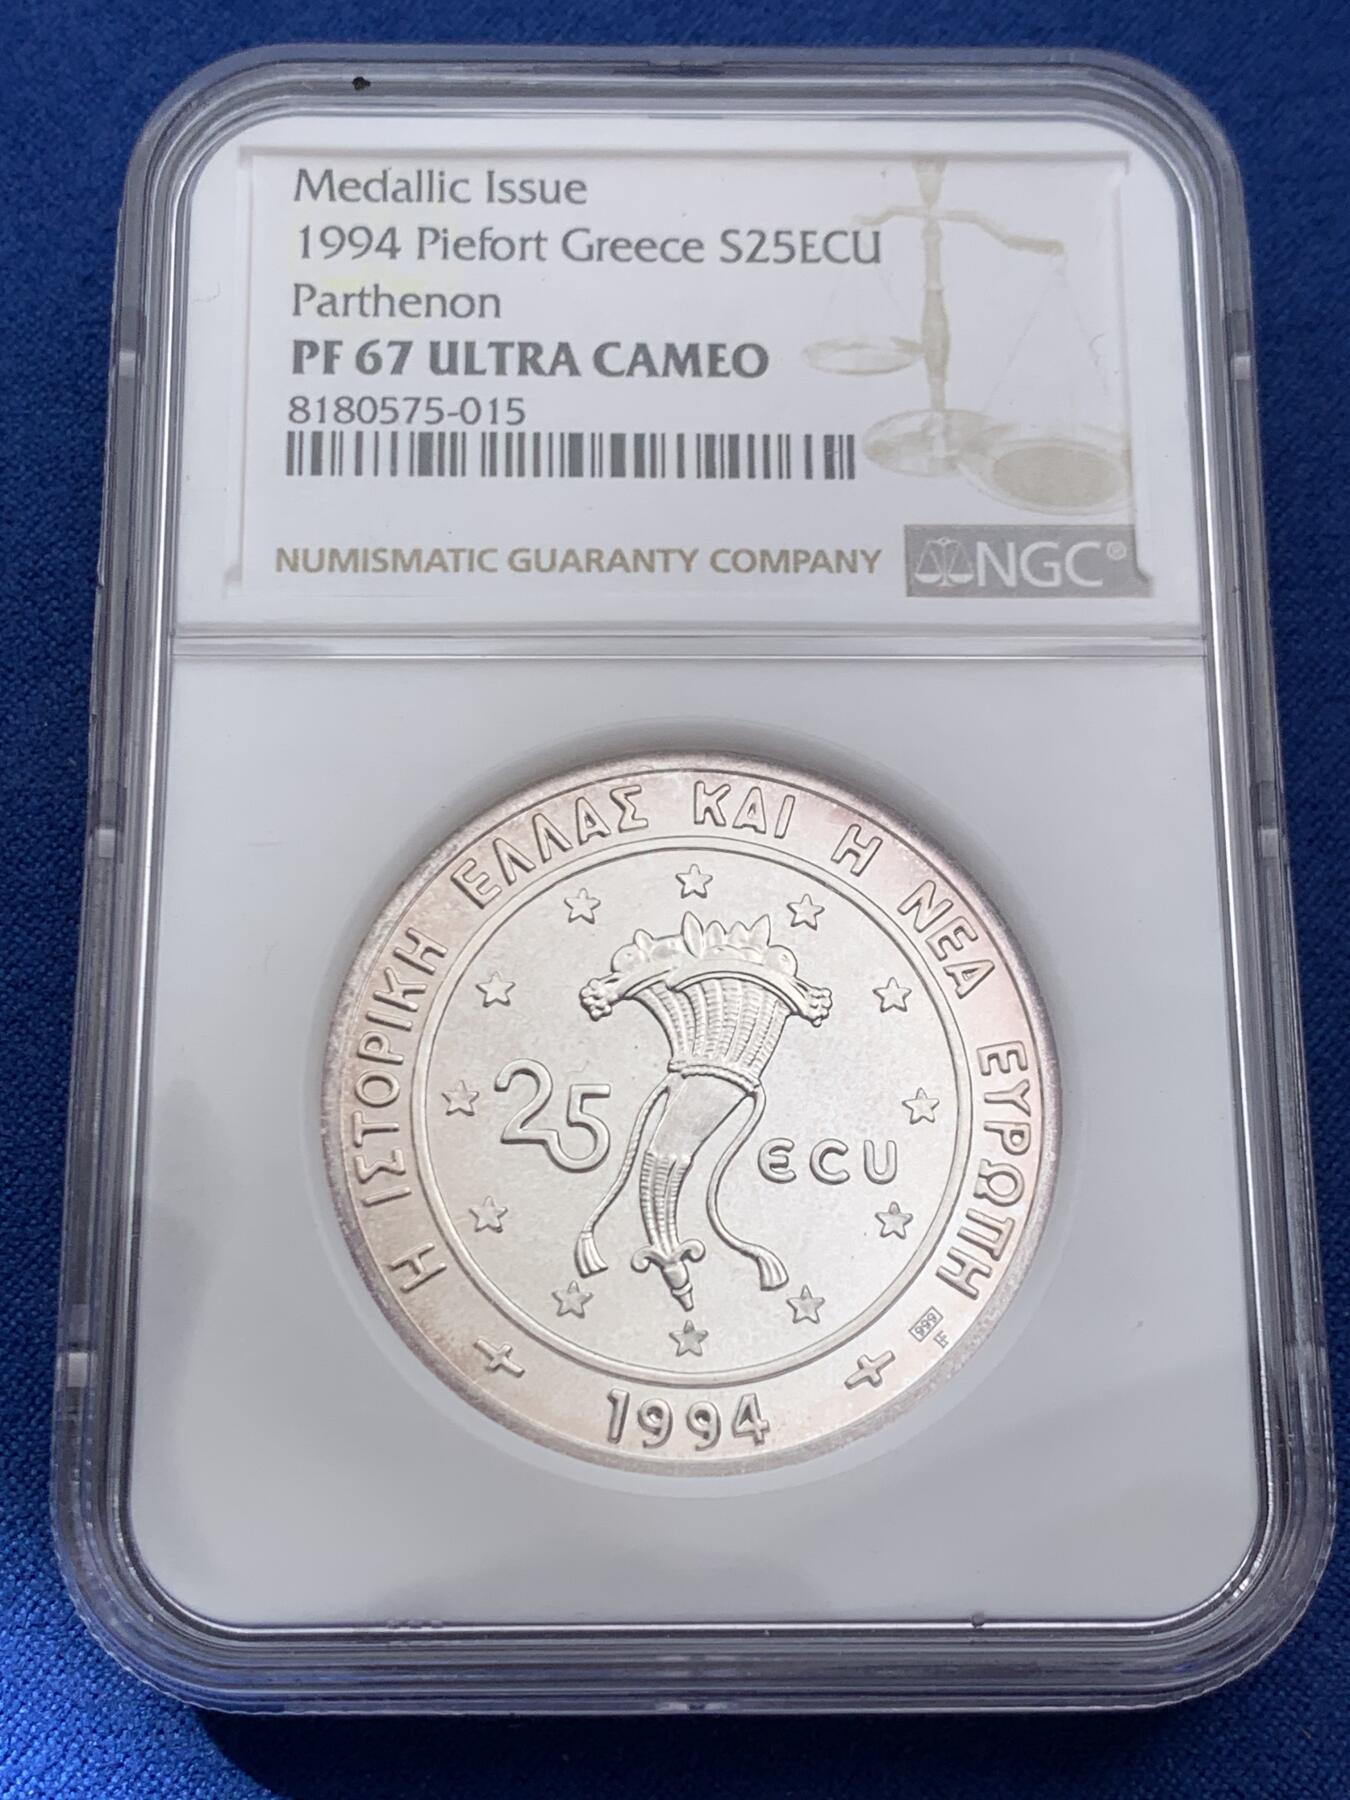 Medallic Issue
1994 Piefort Greece S25ECU
Parthenon
PF 67 ULTRA CAMEO
8180575-015
NUMISMATIC GUARANTY COMPANY
NGC®
Η ΙΣΤΟΡΙΚΗ ΕΛΛΑΣ ΚΑΙ Η ΝΕΑ ΕΥΡΩΠΗ
25 ECU
999
F
1994